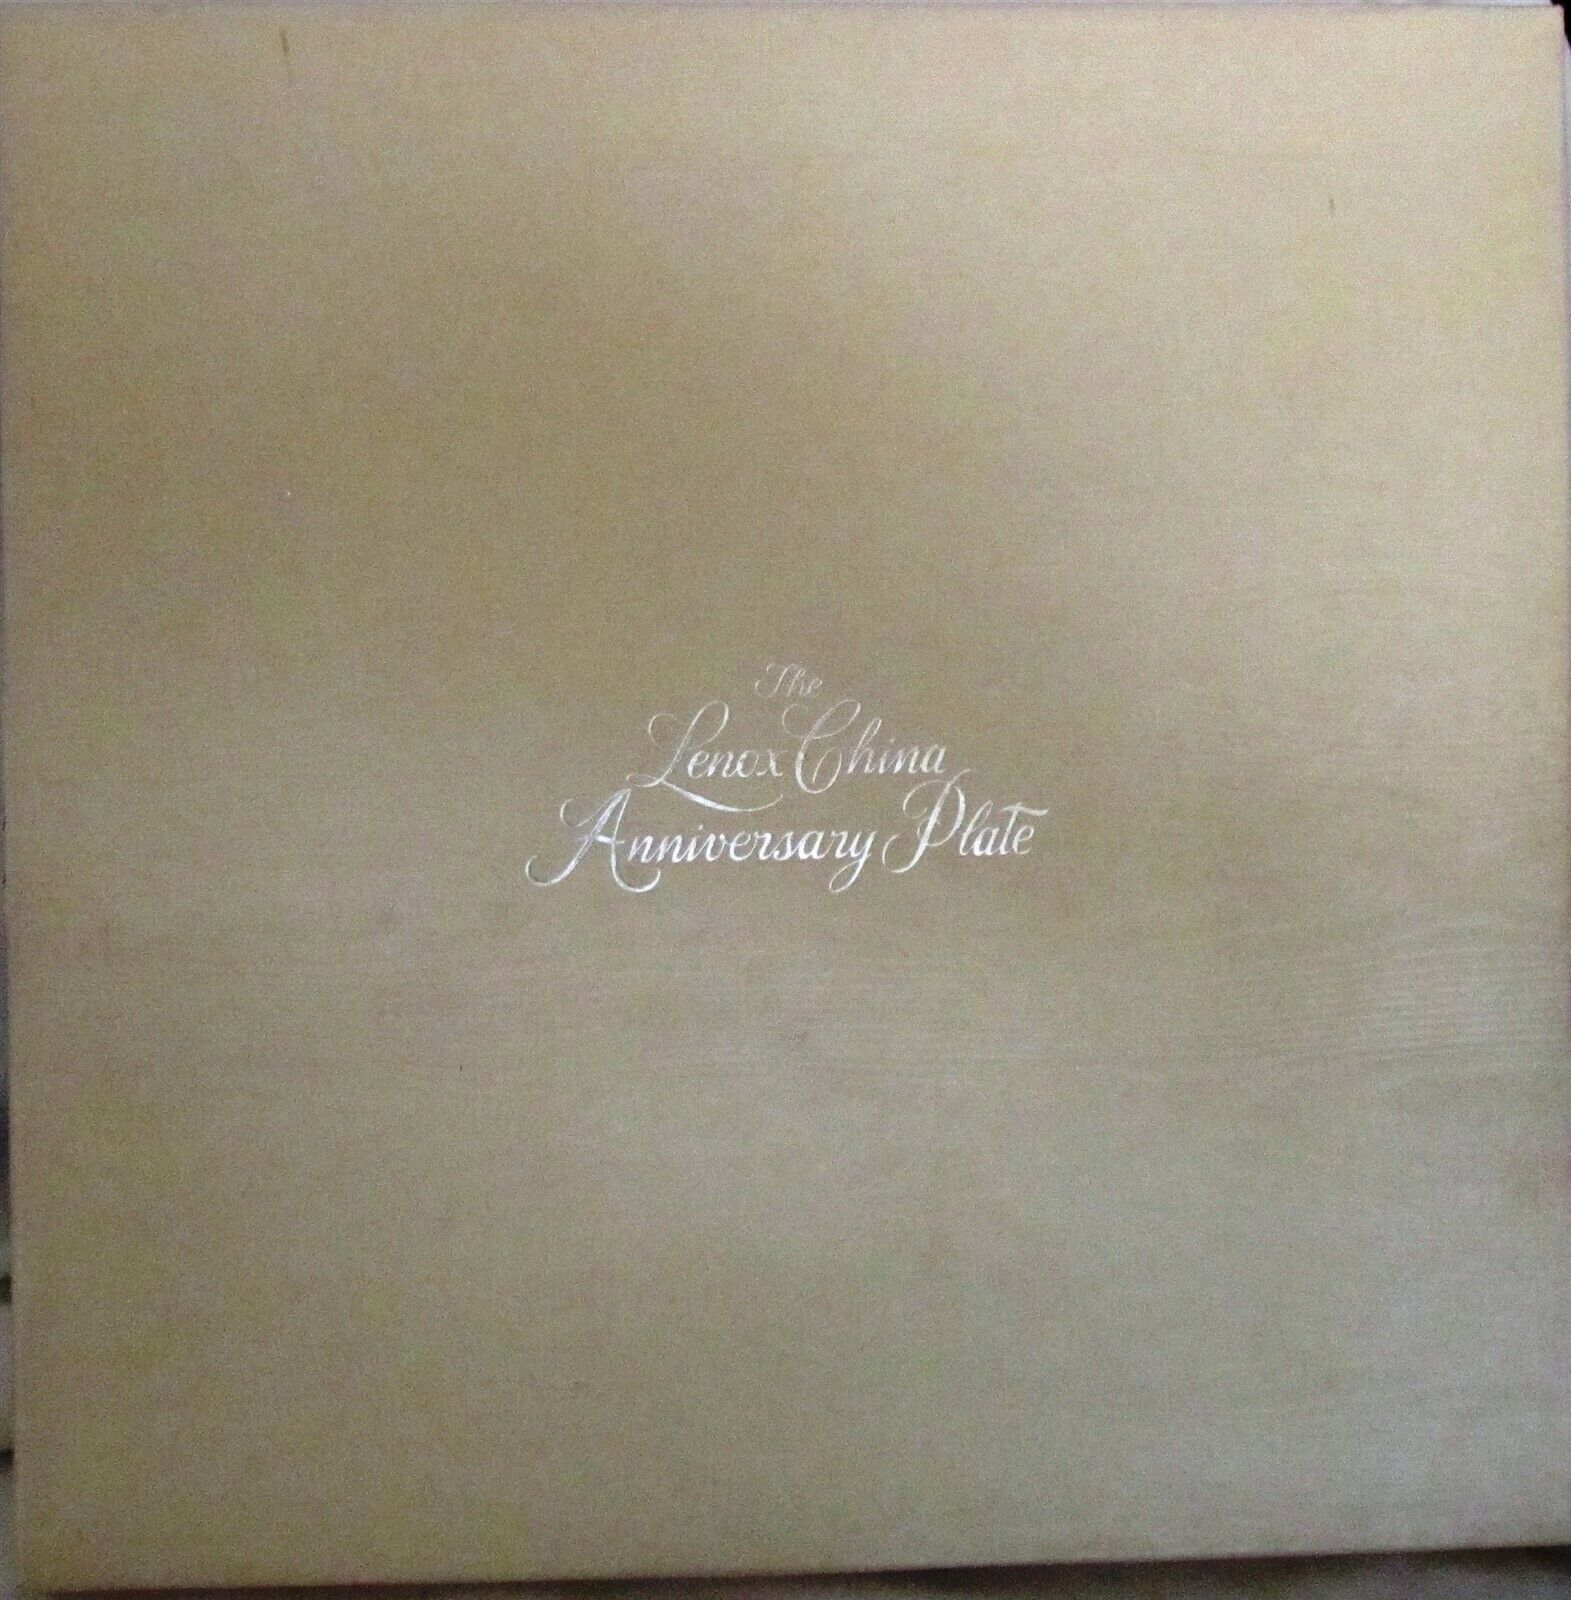 The
Lenox China
Anniversary Plate